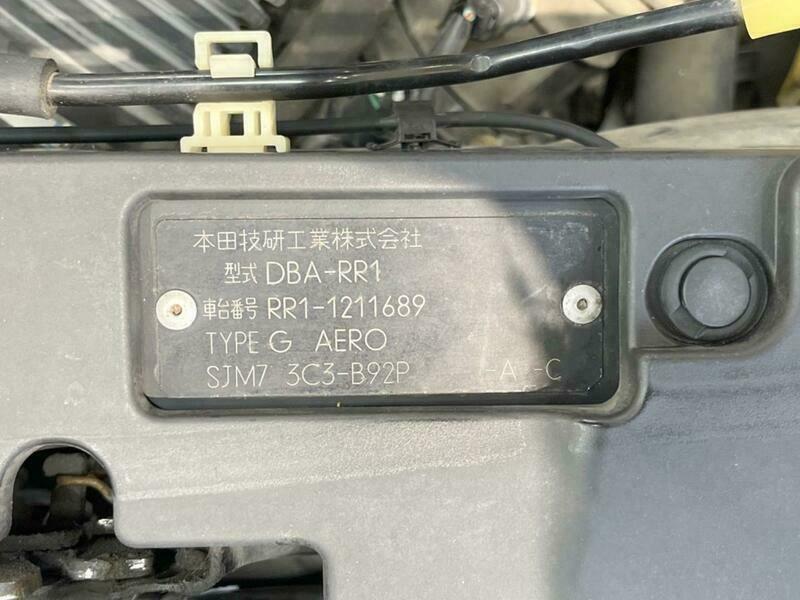 本田技研工業株式会社
型式 DBA-RR1
車台番号 RR1-1211689
TYPE G AERO
SJM7 3C3-B92P -A -C